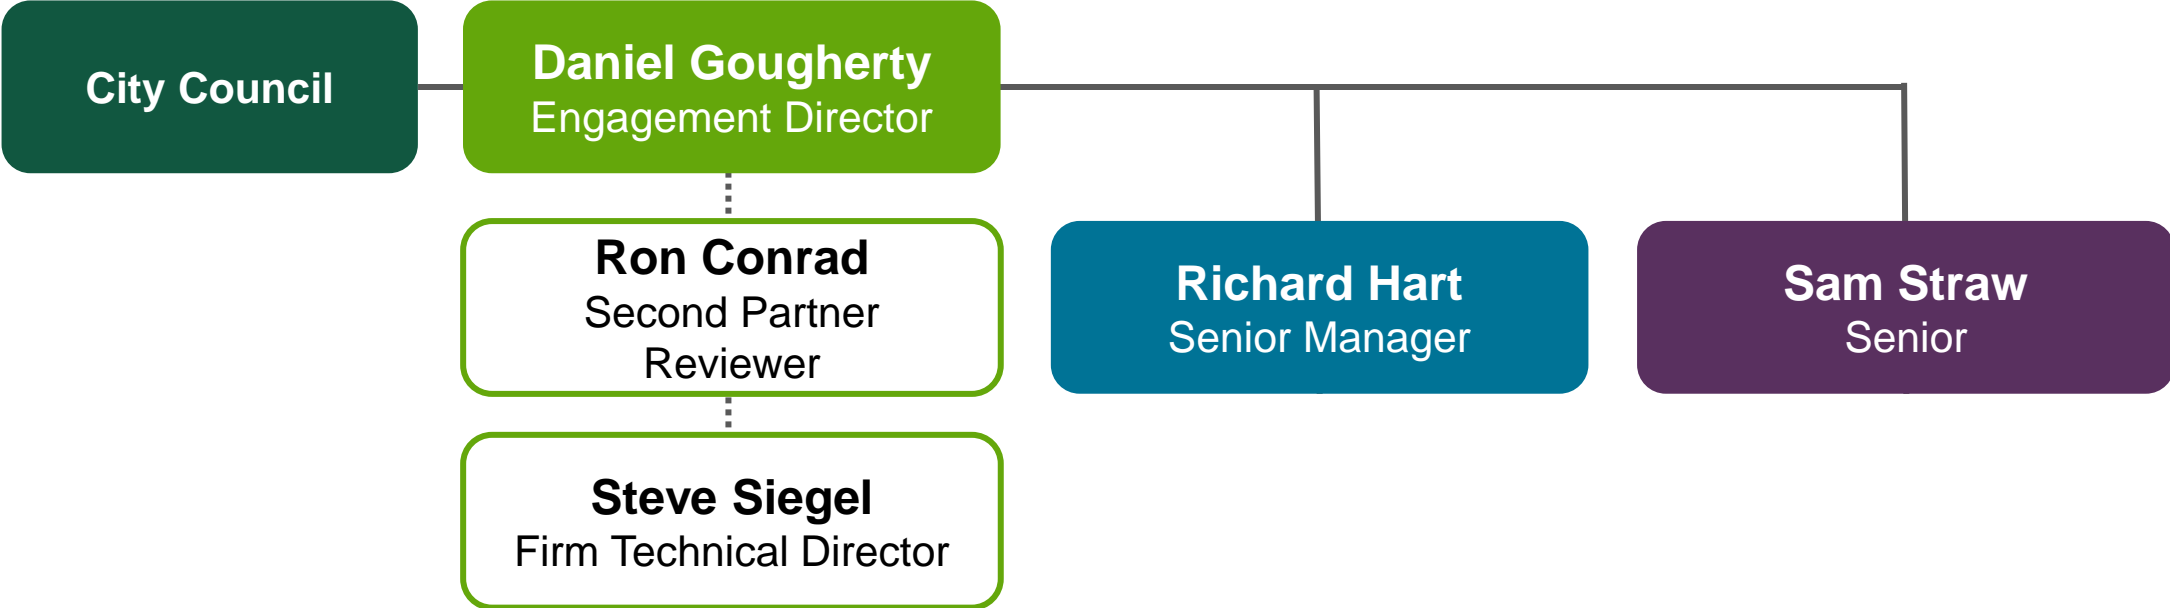 City Council
Daniel Gougherty
Engagement Director
Ron Conrad
Second Partner
Reviewer
Richard Hart
Senior Manager
Sam Straw
Senior
Steve Siegel
Firm Technical Director